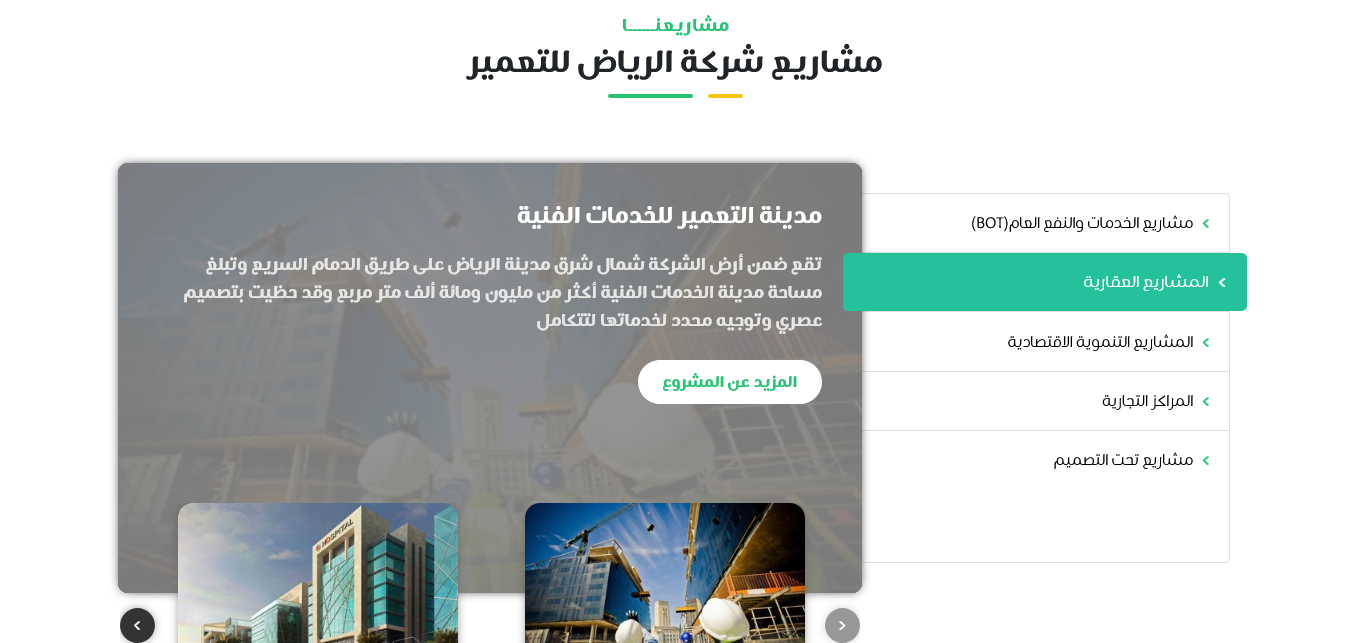 مشاريعنــــا
مشاريع شركة الرياض للتعمير
مشاريع الخدمات والنفع العام(BOT)
المشاريع العقارية
المشاريع التنموية الاقتصادية
المراكز التجارية
مشاريع تحت التصميم
مدينة التعمير للخدمات الفنية
تقع ضمن أرض الشركة شمال شرق مدينة الرياض على طريق الدمام السريع وتبلغ
مساحة مدينة الخدمات الفنية أكثر من مليون ومائة ألف متر مربع وقد حظيت بتصميم
عصري وتوجيه محدد لخدماتها لتتكامل
المزيد عن المشروع
HOSPITAL